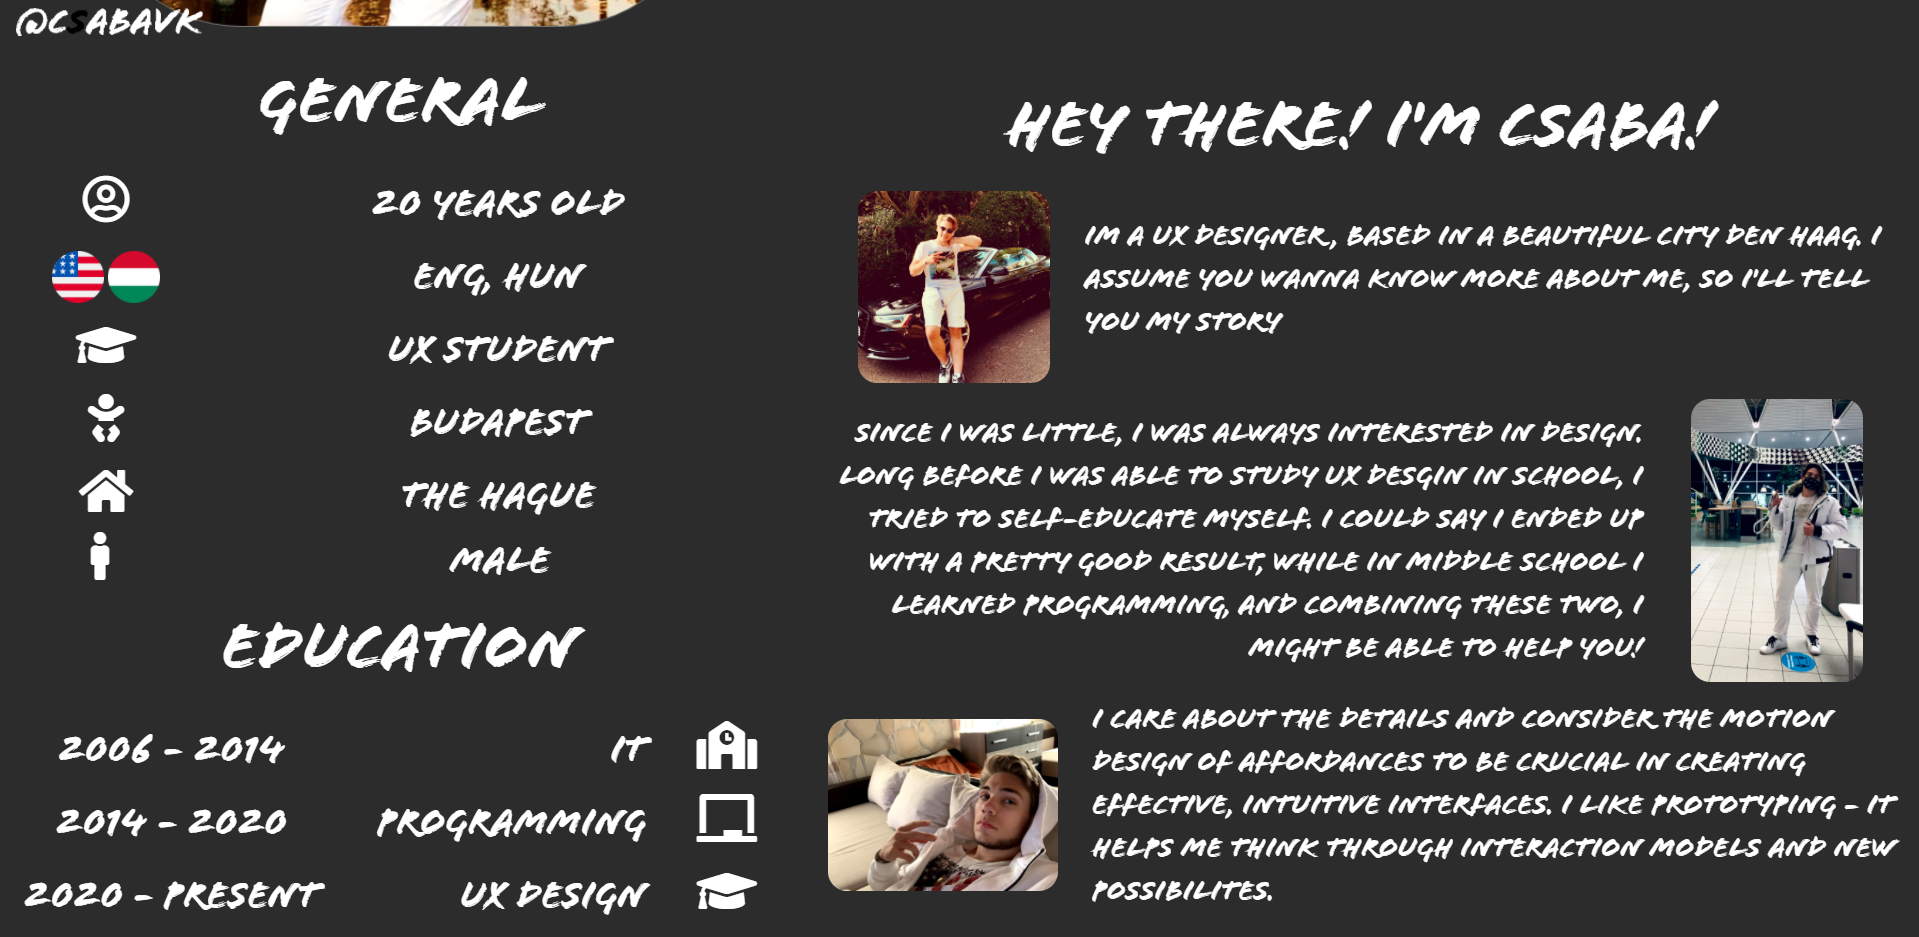 @CSABAVK
GENERAL
20 YEARS OLD
ENG, HUN
UX STUDENT
BUDAPEST
THE HAGUE
MALE
EDUCATION
2006 - 2014 IT
2014 - 2020 PROGRAMMING
2020 - PRESENT UX DESIGN
HEY THERE! I'M CSABA!
IM A UX DESIGNER, BASED IN A BEAUTIFUL CITY DEN HAAG. I
ASSUME YOU WANNA KNOW MORE ABOUT ME, SO I'LL TELL
YOU MY STORY
SINCE I WAS LITTLE, I WAS ALWAYS INTERESTED IN DESIGN.
LONG BEFORE I WAS ABLE TO STUDY UX DESGIN IN SCHOOL, I
TRIED TO SELF-EDUCATE MYSELF. I COULD SAY I ENDED UP
WITH A PRETTY GOOD RESULT, WHILE IN MIDDLE SCHOOL I
LEARNED PROGRAMMING, AND COMBINING THESE TWO, I
MIGHT BE ABLE TO HELP YOU!
I CARE ABOUT THE DETAILS AND CONSIDER THE MOTION
DESIGN OF AFFORDANCES TO BE CRUCIAL IN CREATING
EFFECTIVE, INTUITIVE INTERFACES. I LIKE PROTOTYPING - IT
HELPS ME THINK THROUGH INTERACTION MODELS AND NEW
POSSIBILITES.